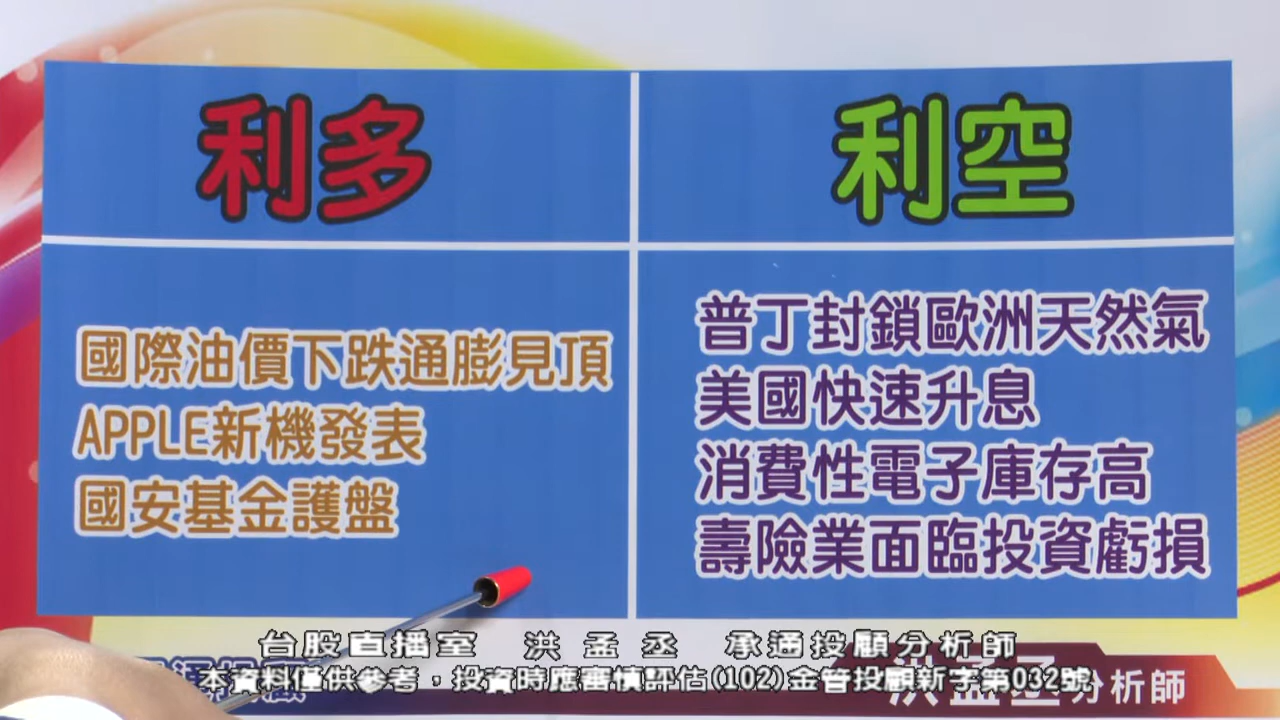 利多
利空
國際油價下跌通膨見頂
APPLE新機發表
國安基金護盤
普丁封鎖歐洲天然氣
美國快速升息
消費性電子庫存高
壽險業面臨投資虧損
台股直播室 洪孟丞 承通投顧分析師
本資料僅供參考，投資時應審慎評估(102)金管投顧新字第032號
分析師